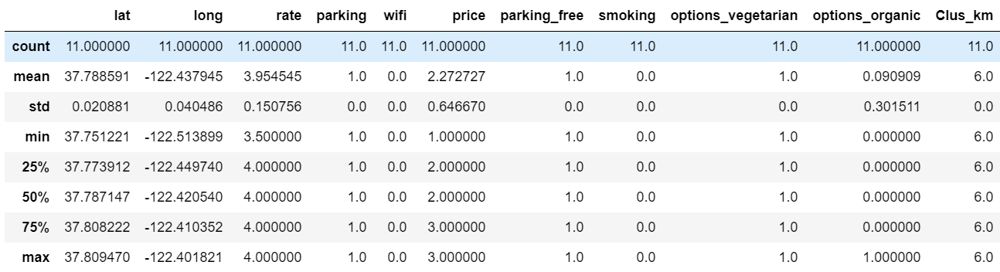 lat long rate parking wifi price parking_free smoking options_vegetarian options_organic Clus_km
count 11.000000 11.000000 11.000000 11.0 11.0 11.000000 11.0 11.0 11.0 11.000000 11.0
mean 37.788591 -122.437945 3.954545 1.0 0.0 2.272727 1.0 0.0 1.0 0.090909 6.0
std 0.020881 0.040486 0.150756 0.0 0.0 0.646670 0.0 0.0 0.0 0.301511 0.0
min 37.751221 -122.513899 3.500000 1.0 0.0 1.000000 1.0 0.0 1.0 0.000000 6.0
25% 37.773912 -122.449740 4.000000 1.0 0.0 2.000000 1.0 0.0 1.0 0.000000 6.0
50% 37.787147 -122.420540 4.000000 1.0 0.0 2.000000 1.0 0.0 1.0 0.000000 6.0
75% 37.808222 -122.410352 4.000000 1.0 0.0 3.000000 1.0 0.0 1.0 0.000000 6.0
max 37.809470 -122.401821 4.000000 1.0 0.0 3.000000 1.0 0.0 1.0 1.000000 6.0